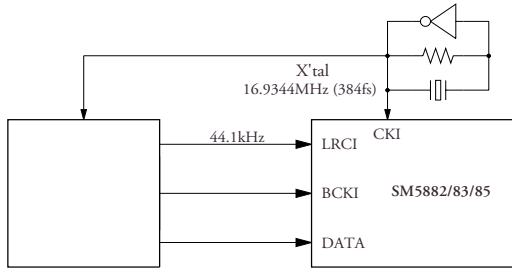 X'tal
16.9344MHz (384fs)
CKI
44.1kHz
LRCI
BCKI
SM5882/83/85
DATA